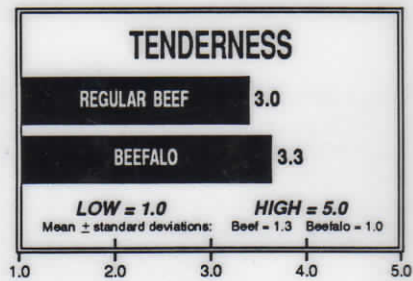 TENDERNESS
REGULAR BEEF 3.0
BEEFALO 3.3
LOW = 1.0 HIGH = 5.0
Mean ± standard deviations: Beef = 1.3 Beefalo = 1.0
1.0 2.0 3.0 4.0 5.0